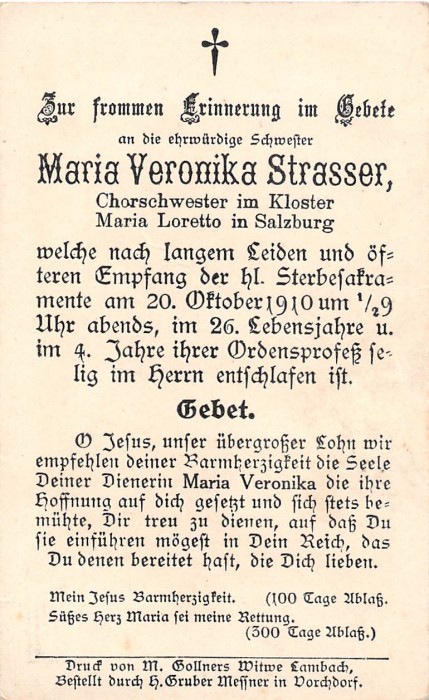 Zur frommen Erinnerung im Gebete
an die ehrwürdige Schwester
Maria Veronika Strasser,
Chorschwester im Kloster
Maria Loretto in Salzburg
welche nach langem Leiden und öf-
teren Empfang der hl. Sterbesakra-
mente am 20. Oktober 1910 um 1/29
Uhr abends, im 26. Lebensjahre u.
im 4. Jahre ihrer Ordensprofeß se-
lig im Herrn entschlafen ist.
Gebet.
O Jesus, unser übergroßer Lohn wir
empfehlen deiner Barmherzigkeit die Seele
Deiner Dienerin Maria Veronika die ihre
Hoffnung auf dich gesetzt und sich stets be-
mühte, Dir treu zu dienen, auf daß Du
sie einführen mögest in Dein Reich, das
Du denen bereitet hast, die Dich lieben.
Mein Jesus Barmherzigkeit. (100 Tage Ablaß.
Süßes Herz Maria sei meine Rettung.
(300 Tage Ablaß.)
Druck von M. Gollners Witwe Lambach,
Bestellt durch H. Gruber Messner in Vorchdorf.